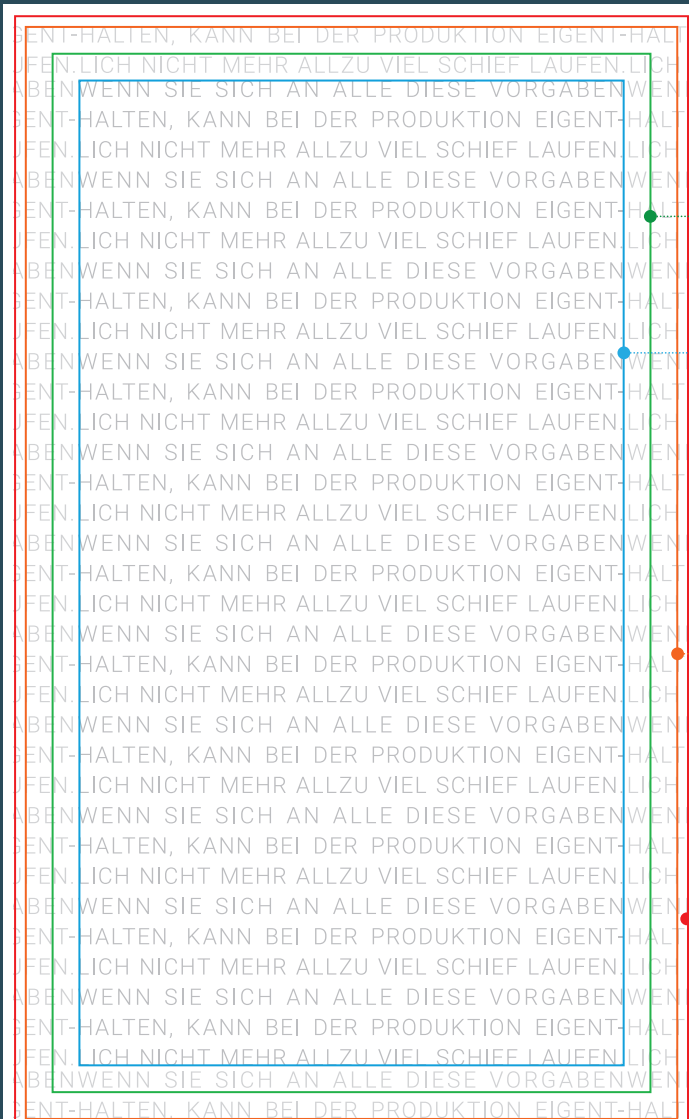 GENT-HALTEN, KANN BEI DER PRODUKTION EIGENT-HALT
UFEN.LICH NICHT MEHR ALLZU VIEL SCHIEF LAUFEN.LICH
ABENWENN SIE SICH AN ALLE DIESE VORGABENWEN
GENT-HALTEN, KANN BEI DER PRODUKTION EIGENT-HALT
UFEN.LICH NICHT MEHR ALLZU VIEL SCHIEF LAUFEN.LICH
ABENWENN SIE SICH AN ALLE DIESE VORGABENWEN
GENT-HALTEN, KANN BEI DER PRODUKTION EIGENT-HALT
UFEN.LICH NICHT MEHR ALLZU VIEL SCHIEF LAUFEN.LICH
ABENWENN SIE SICH AN ALLE DIESE VORGABENWEN
GENT-HALTEN, KANN BEI DER PRODUKTION EIGENT-HALT
UFEN.LICH NICHT MEHR ALLZU VIEL SCHIEF LAUFEN.LICH
ABENWENN SIE SICH AN ALLE DIESE VORGABENWEN
GENT-HALTEN, KANN BEI DER PRODUKTION EIGENT-HALT
UFEN.LICH NICHT MEHR ALLZU VIEL SCHIEF LAUFEN.LICH
ABENWENN SIE SICH AN ALLE DIESE VORGABENWEN
GENT-HALTEN, KANN BEI DER PRODUKTION EIGENT-HALT
UFEN.LICH NICHT MEHR ALLZU VIEL SCHIEF LAUFEN.LICH
ABENWENN SIE SICH AN ALLE DIESE VORGABENWEN
GENT-HALTEN, KANN BEI DER PRODUKTION EIGENT-HALT
UFEN.LICH NICHT MEHR ALLZU VIEL SCHIEF LAUFEN.LICH
ABENWENN SIE SICH AN ALLE DIESE VORGABENWEN
GENT-HALTEN, KANN BEI DER PRODUKTION EIGENT-HALT
UFEN.LICH NICHT MEHR ALLZU VIEL SCHIEF LAUFEN.LICH
ABENWENN SIE SICH AN ALLE DIESE VORGABENWEN
GENT-HALTEN, KANN BEI DER PRODUKTION EIGENT-HALT
UFEN.LICH NICHT MEHR ALLZU VIEL SCHIEF LAUFEN.LICH
ABENWENN SIE SICH AN ALLE DIESE VORGABENWEN
GENT-HALTEN, KANN BEI DER PRODUKTION EIGENT-HALT
UFEN.LICH NICHT MEHR ALLZU VIEL SCHIEF LAUFEN.LICH
ABENWENN SIE SICH AN ALLE DIESE VORGABENWEN
GENT-HALTEN, KANN BEI DER PRODUKTION EIGENT-HALT
UFEN.LICH NICHT MEHR ALLZU VIEL SCHIEF LAUFEN.LICH
ABENWENN SIE SICH AN ALLE DIESE VORGABENWEN
GENT-HALTEN, KANN BEI DER PRODUKTION EIGENT-HALT
UFEN.LICH NICHT MEHR ALLZU VIEL SCHIEF LAUFEN.LICH
ABENWENN SIE SICH AN ALLE DIESE VORGABENWEN
GENT-HALTEN, KANN BEI DER PRODUKTION EIGENT-HALT